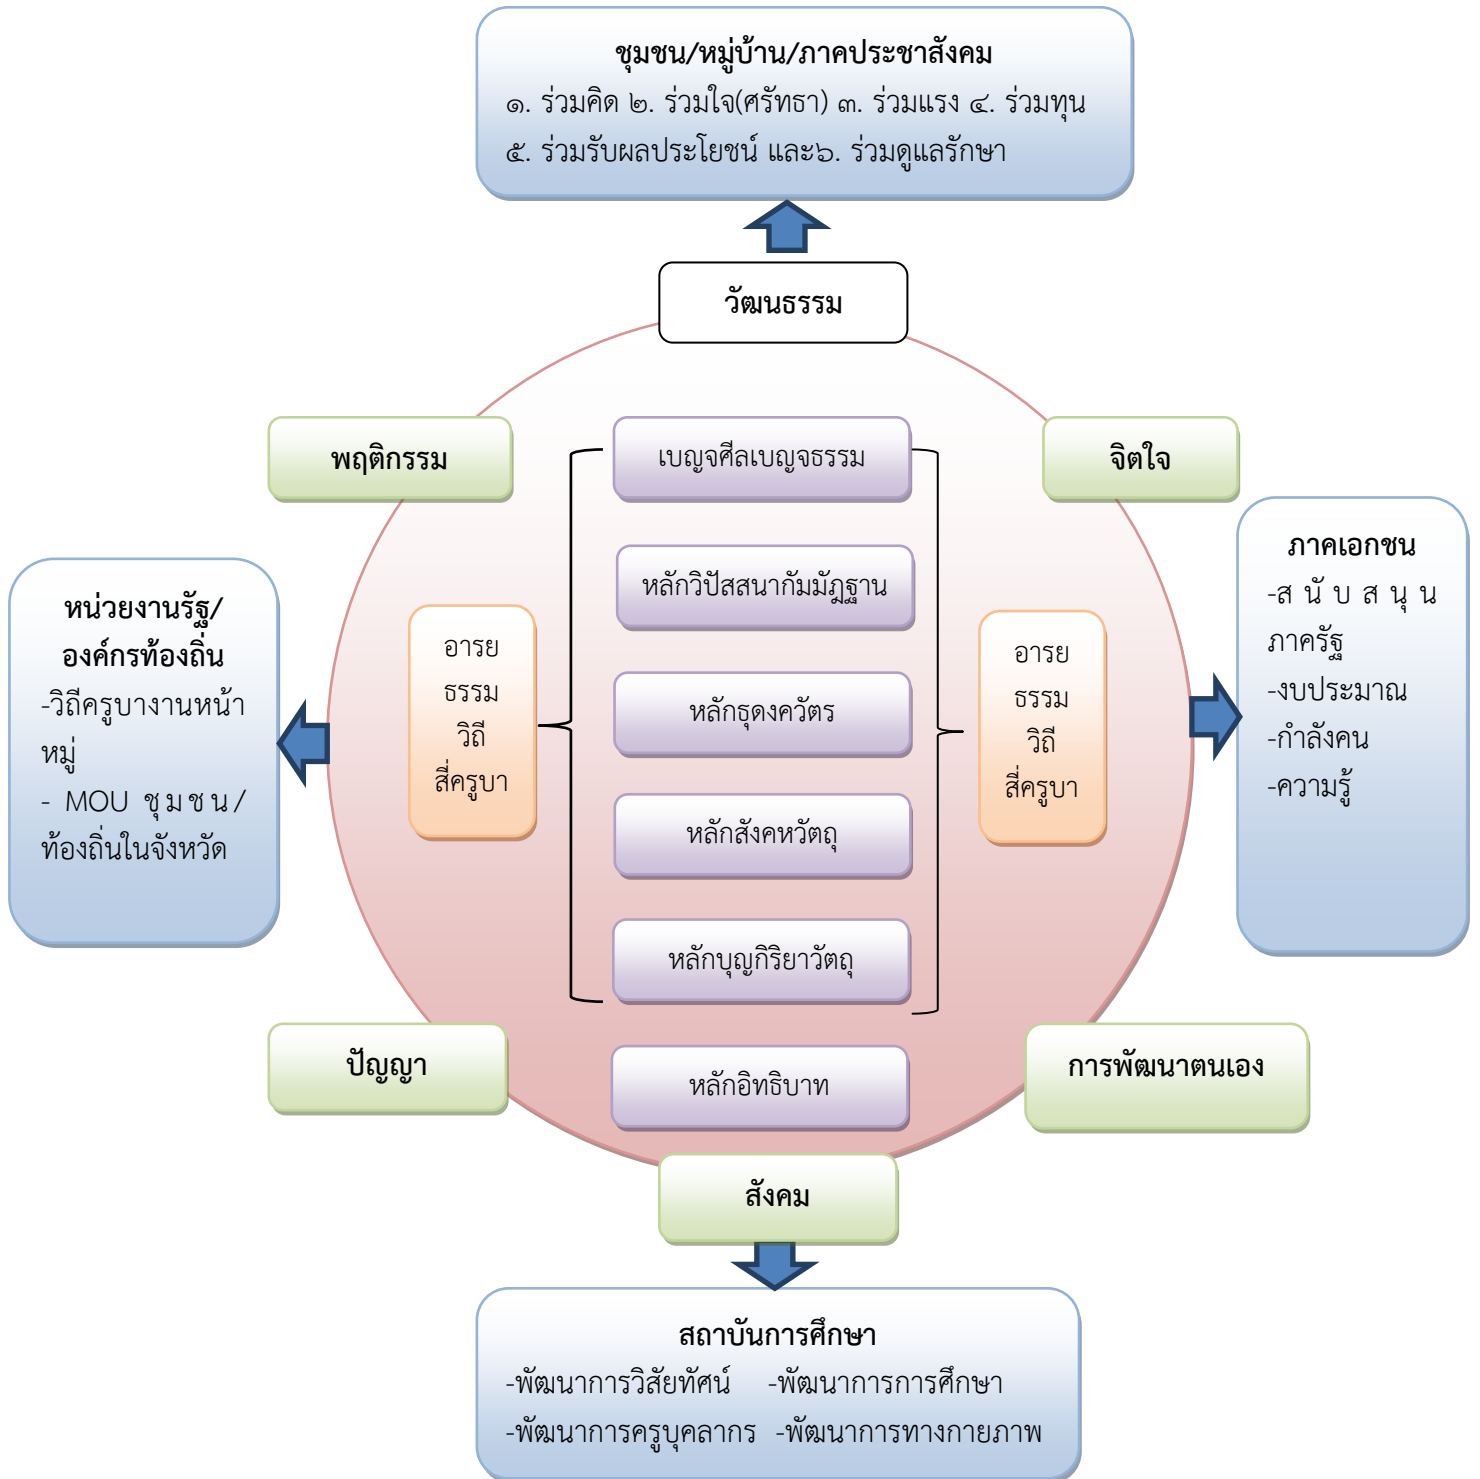 ชุมชน/หมู่บ้าน/ภาคประชาสังคม
๑. ร่วมคิด ๒. ร่วมใจ(ศรัทธา) ๓. ร่วมแรง ๔. ร่วมทุน
๕. ร่วมรับผลประโยชน์ และ๖. ร่วมดูแลรักษา
วัฒนธรรม
พฤติกรรม
จิตใจ
หน่วยงานรัฐ/
องค์กรท้องถิ่น
-วิถีครูบางานหน้า
หมู่
- MOU ชุมชน/
ท้องถิ่นในจังหวัด
อารย
ธรรม
วิถี
สี่ครูบา
เบญจศีลเบญจธรรม
หลักวิปัสสนากัมมัฏฐาน
หลักธุดงควัตร
หลักสังคหวัตถุ
หลักบุญกิริยาวัตถุ
หลักอิทธิบาท
อารย
ธรรม
วิถี
สี่ครูบา
ภาคเอกชน
-สนับสนุน
ภาครัฐ
-งบประมาณ
-กำลังคน
-ความรู้
ปัญญา
การพัฒนาตนเอง
สังคม
สถาบันการศึกษา
-พัฒนาการวิสัยทัศน์ -พัฒนาการการศึกษา
-พัฒนาการครูบุคลากร -พัฒนาการทางกายภาพ